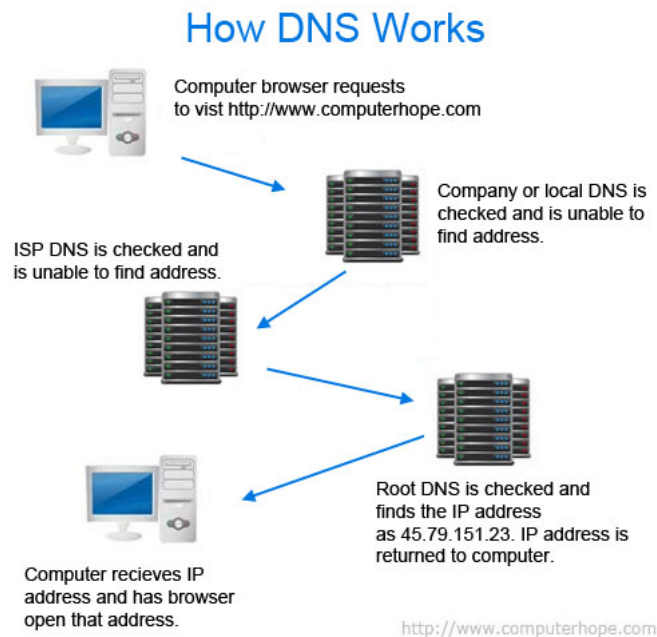 How DNS Works
Computer browser requests
to vist http://www.computerhope.com
Company or local DNS is
checked and is unable to
find address.
ISP DNS is checked and
is unable to find address.
Root DNS is checked and
finds the IP address
as 45.79.151.23. IP address is
returned to computer.
Computer recieves IP
address and has browser
open that address.
http://www.computerhope.com